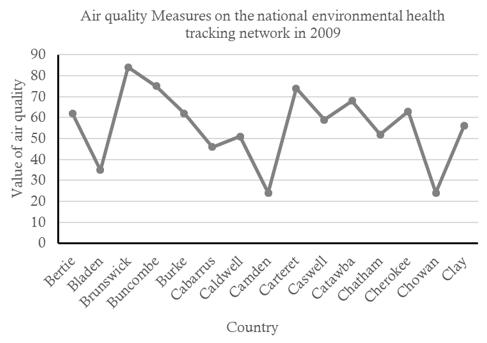 Air quality Measures on the national environmental health
tracking network in 2009
Value of air quality
90
80
70
60
50
40
30
20
10
0
Bertie
Bladen
Brunswick
Buncombe
Burke
Cabarrus
Caldwell
Camden
Carteret
Caswell
Catawba
Chatham
Cherokee
Chowan
Clay
Country